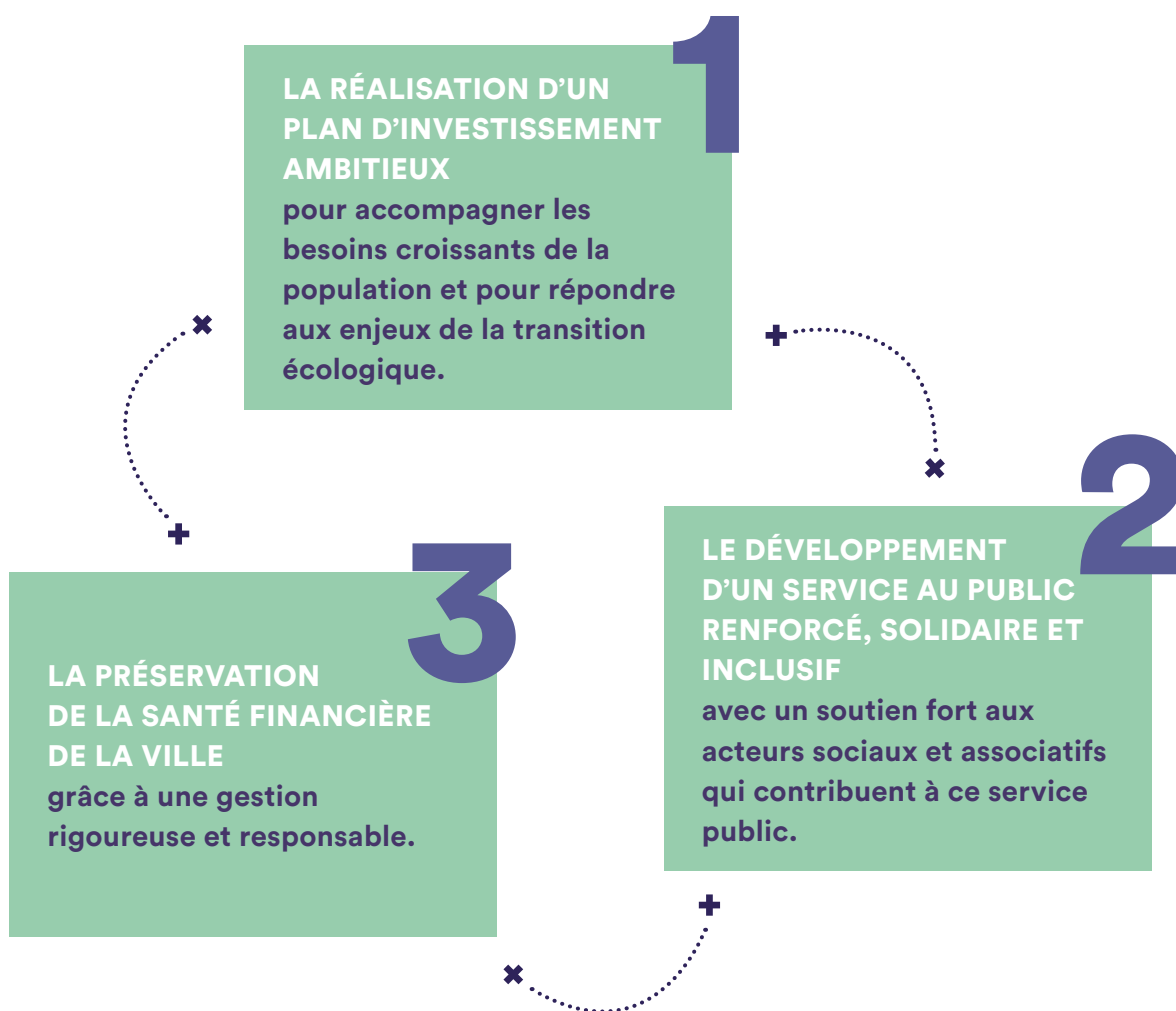 1
LA RÉALISATION D’UN
PLAN D’INVESTISSEMENT
AMBITIEUX
pour accompagner les
besoins croissants de la
population et pour répondre
aux enjeux de la transition
écologique.
2
LE DÉVELOPPEMENT
D’UN SERVICE AU PUBLIC
RENFORCÉ, SOLIDAIRE ET
INCLUSIF
avec un soutien fort aux
acteurs sociaux et associatifs
qui contribuent à ce service
public.
3
LA PRÉSERVATION
DE LA SANTÉ FINANCIÈRE
DE LA VILLE
grâce à une gestion
rigoureuse et responsable.